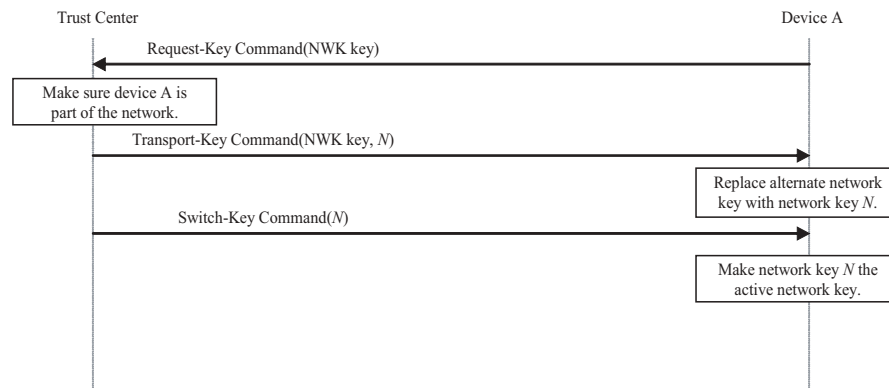 Trust Center
Device A
Request-Key Command(NWK key)
Make sure device A is
part of the network.
Transport-Key Command(NWK key, N)
Replace alternate network
key with network key N.
Switch-Key Command(N)
Make network key N the
active network key.